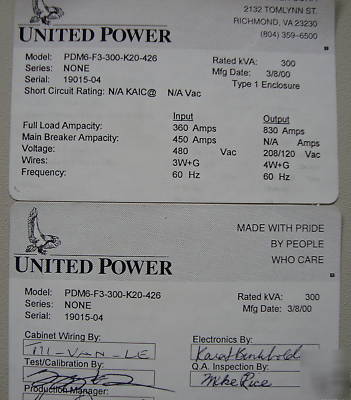 2132 TOMLYNN ST.
RICHMOND, VA 23230
(804) 359-6500
UNITED POWER
Model: PDM6-F3-300-K20-426 Rated kVA: 300
Series: NONE Mfg Date: 3/8/00
Serial: 19015-04 Type 1 Enclosure
Short Circuit Rating: N/A KAIC@ N/A Vac
Input Output
Full Load Ampacity: 360 Amps 830 Amps
Main Breaker Ampacity: 450 Amps N/A Amps
Voltage: 480 Vac 208/120 Vac
Wires: 3W+G 4W+G
Frequency: 60 Hz 60 Hz
MADE WITH PRIDE
BY PEOPLE
WHO CARE
UNITED POWER
Model: PDM6-F3-300-K20-426 Rated kVA: 300
Series: NONE Mfg Date: 3/8/00
Serial: 19015-04
Cabinet Wiring By: Electronics By:
TTI-VAN-LE
Test/Calibration By: Q.A. Inspection By:
Mike Rice
Production Manager: